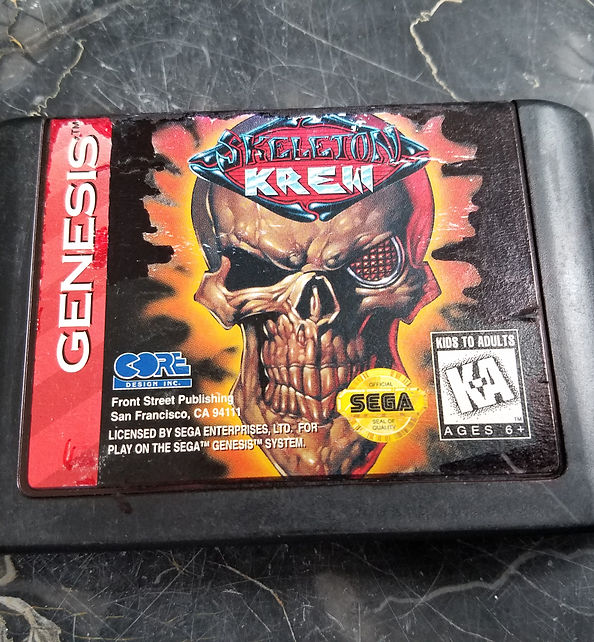 GENESIS™
SKELETON
KREW
CORE
DESIGN INC.
Front Street Publishing
San Francisco, CA 94111
LICENSED BY SEGA ENTERPRISES, LTD. FOR
PLAY ON THE SEGA™ GENESIS™ SYSTEM.
OFFICIAL
SEGA
SEAL OF
QUALITY
KIDS TO ADULTS
K-A
™
AGES 6+